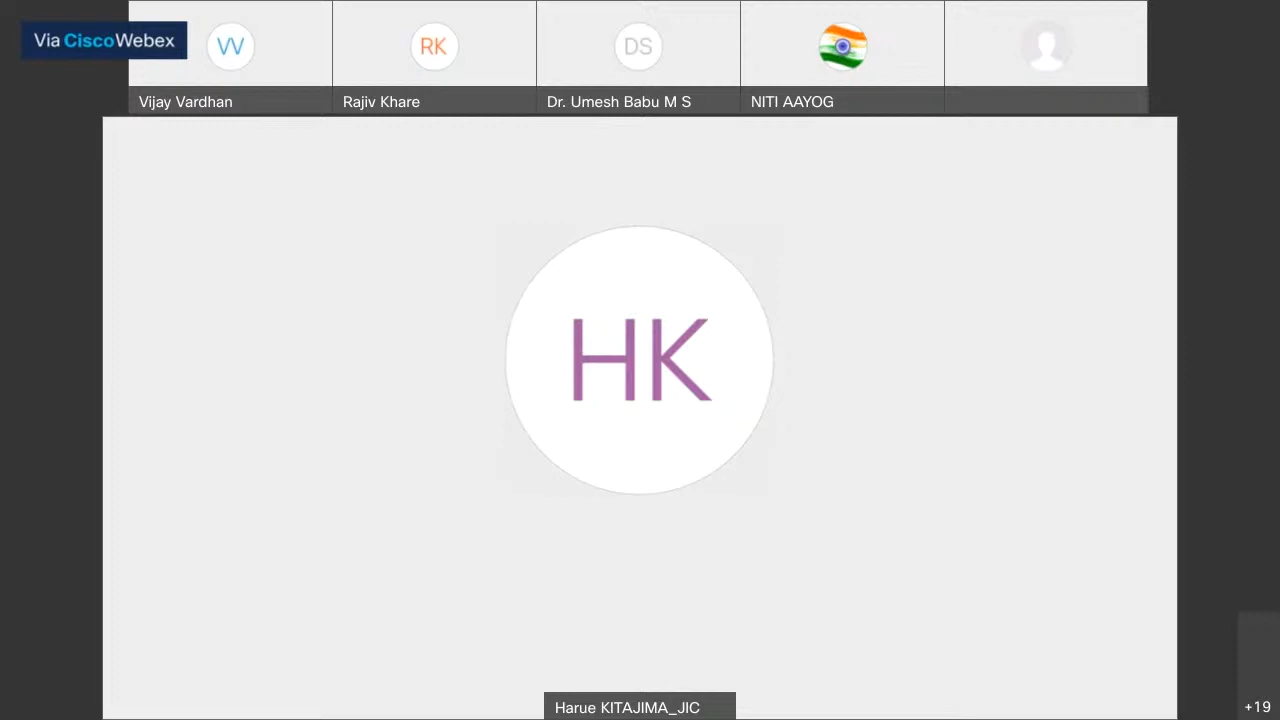 Via CiscoWebex
VV
RK
DS
Vijay Vardhan
Rajiv Khare
Dr. Umesh Babu M S
NITI AAYOG
HK
Harue KITAJIMA_JIC
+19